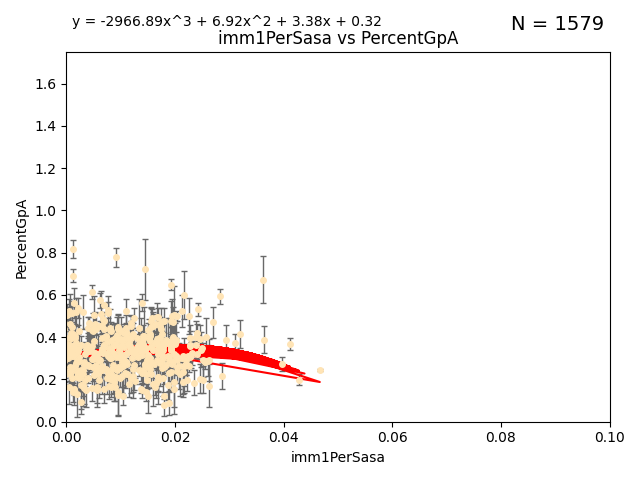 y = -2966.89x^3 + 6.92x^2 + 3.38x + 0.32
N = 1579
imm1PerSasa vs PercentGpA
1.6
1.4
1.2
1.0
0.8
0.6
0.4
0.2
0.0
PercentGpA
0.00 0.02 0.04 0.06 0.08 0.10
imm1PerSasa